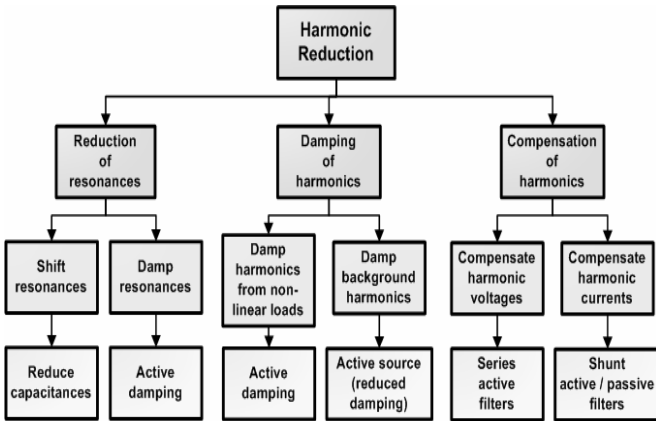 Harmonic
Reduction
Reduction
of
resonances
Damping
of
harmonics
Compensation
of
harmonics
Shift
resonances
Damp
resonances
Damp
harmonics
from non-
linear loads
Damp
background
harmonics
Compensate
harmonic
voltages
Compensate
harmonic
currents
Reduce
capacitances
Active
damping
Active
damping
Active source
(reduced
damping)
Series
active
filters
Shunt
active / passive
filters